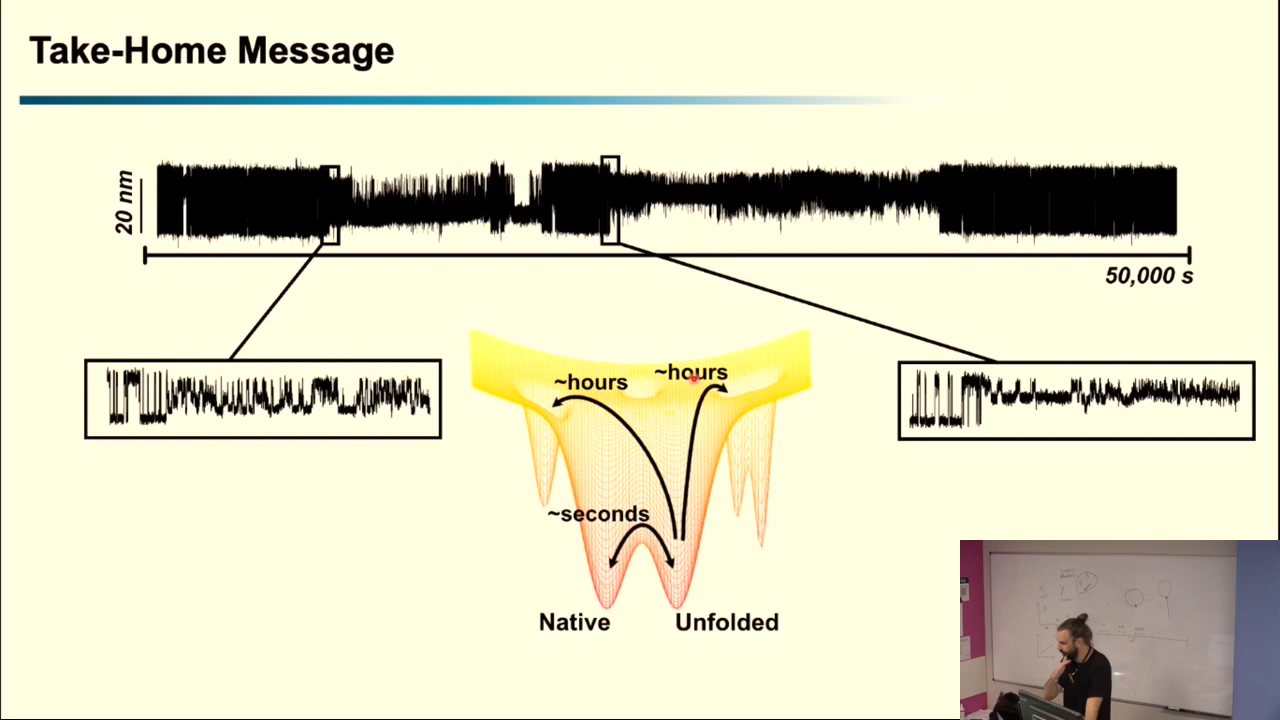 Take-Home Message
20 nm
50,000 s
~hours
~hours
~seconds
Native
Unfolded